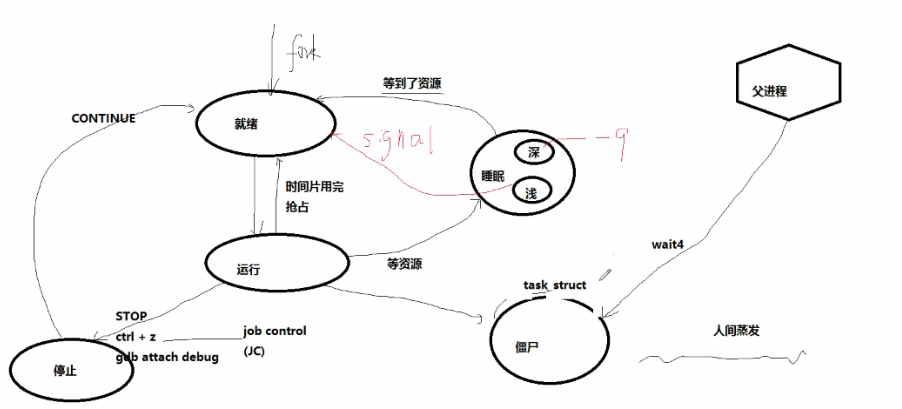 fork
等到了资源
父进程
CONTINUE
就绪
signal
深
-9
睡眠
浅
时间片用完
抢占
wait4
运行
等资源
task_struct
STOP
ctrl + z
job control
(JC)
gdb attach debug
人间蒸发
僵尸
停止